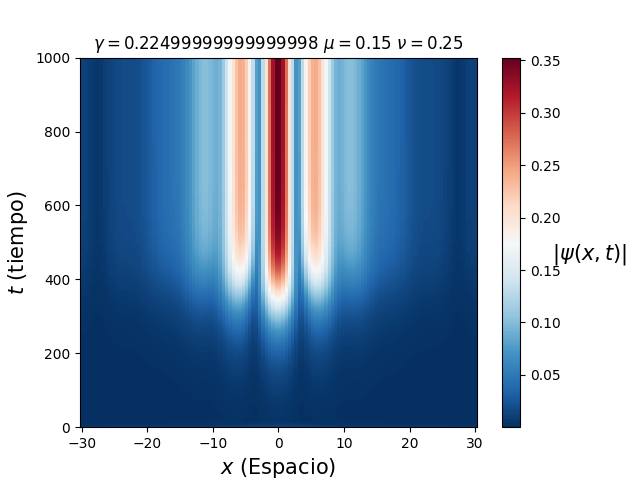 γ = 0.22499999999999998 μ = 0.15 ν = 0.25
1000
800
600
400
200
0
t (tiempo)
−30 −20 −10 0 10 20 30
x (Espacio)
0.35
0.30
0.25
0.20
0.15
0.10
0.05
|ψ(x, t)|